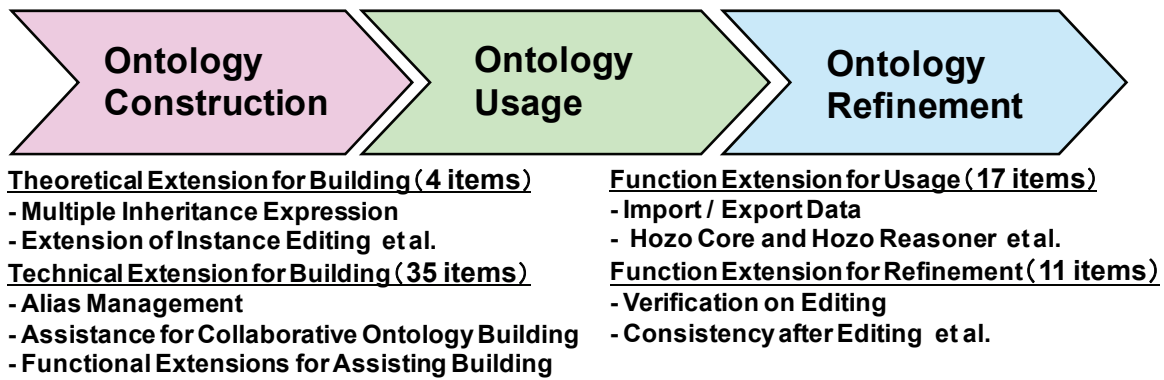 Ontology
Construction
Ontology
Usage
Ontology
Refinement
Theoretical Extension for Building(4 items)
- Multiple Inheritance Expression
- Extension of Instance Editing et al.
Technical Extension for Building(35 items)
- Alias Management
- Assistance for Collaborative Ontology Building
- Functional Extensions for Assisting Building
Function Extension for Usage(17 items)
- Import / Export Data
- Hozo Core and Hozo Reasoner et al.
Function Extension for Refinement(11 items)
- Verification on Editing
- Consistency after Editing et al.